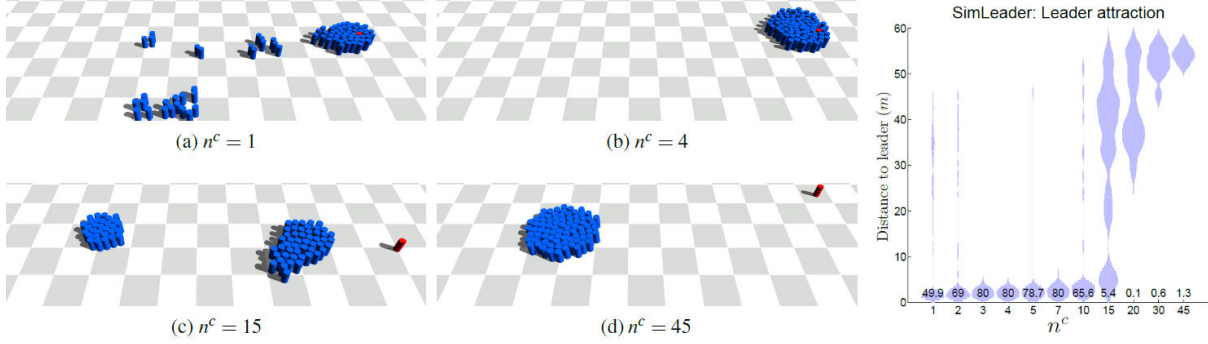 (a) n^c = 1
(b) n^c = 4
(c) n^c = 15
(d) n^c = 45
SimLeader: Leader attraction
Distance to leader (m)
60
50
40
30
20
10
0
49.9 69 80 80 78.7 80 65.6 5.4 0.1 0.6 1.3
1 2 3 4 5 7 10 15 20 30 45
n^c